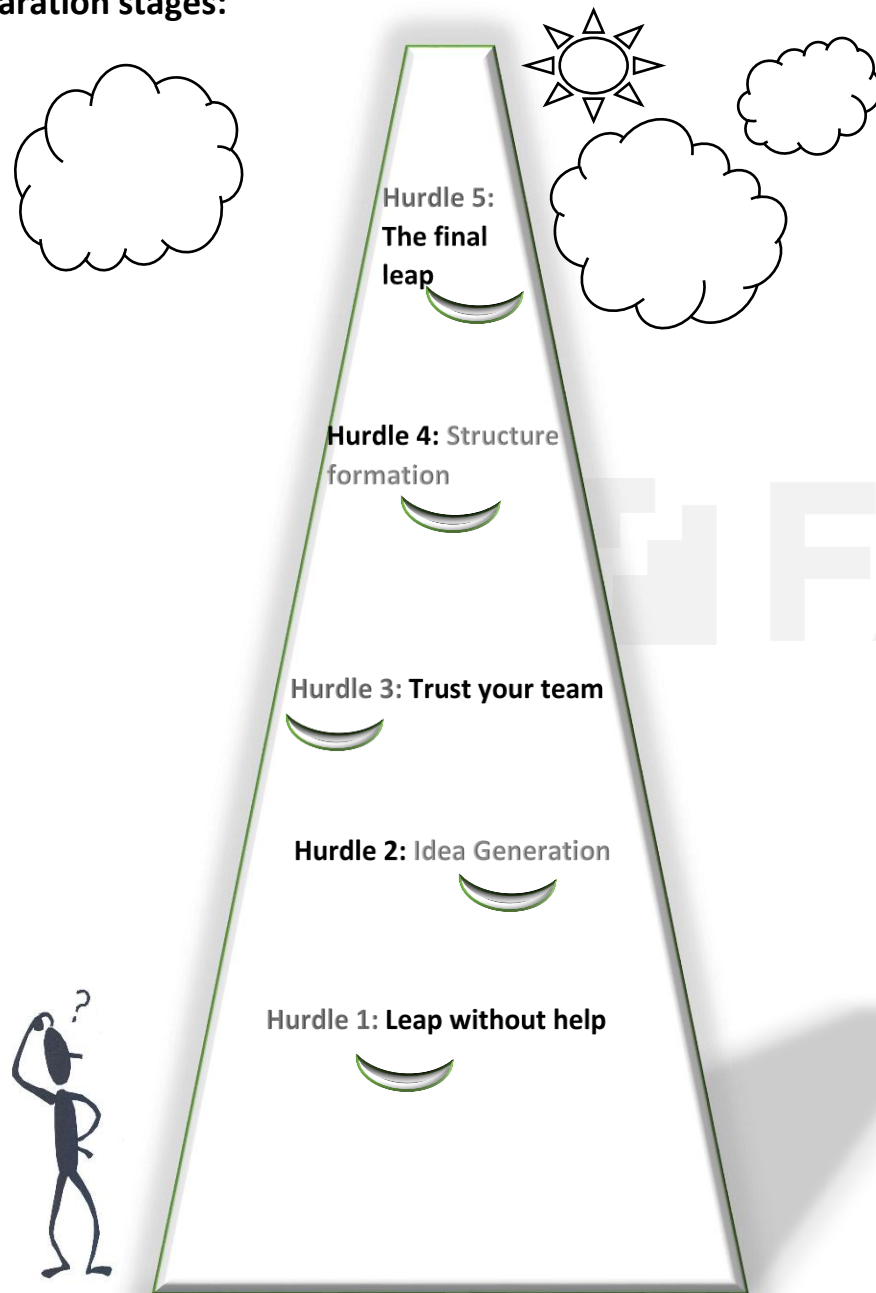 aration stages:
Hurdle 5:
The final
leap
Hurdle 4: Structure
formation
Hurdle 3: Trust your team
Hurdle 2: Idea Generation
Hurdle 1: Leap without help
?